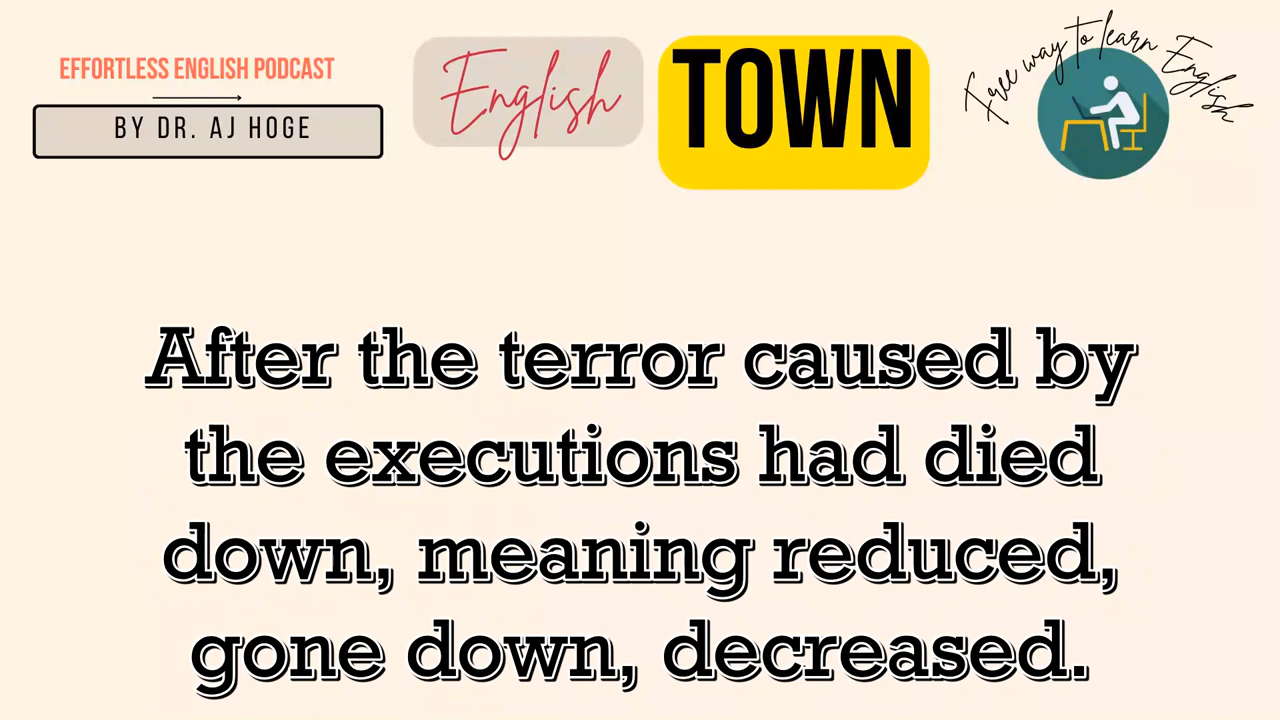 EFFORTLESS ENGLISH PODCAST
BY DR. AJ HOGE
English
TOWN
Free way to learn English
After the terror caused by
the executions had died
down, meaning reduced,
gone down, decreased.